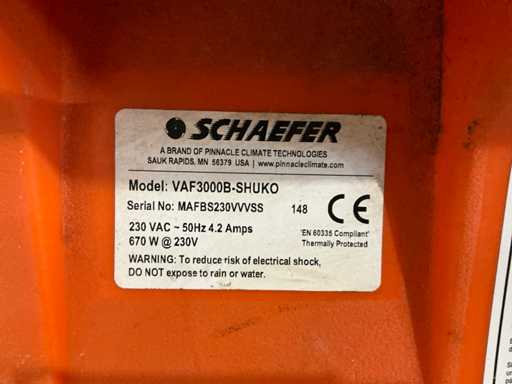 SCHAEFER
A BRAND OF PINNACLE CLIMATE TECHNOLOGIES
SAUK RAPIDS, MN 56379 USA | www.pinnacleclimate.com
Model: VAF3000B-SHUKO
Serial No: MAFBS230VVVSS 148 CE
230 VAC ~ 50Hz 4.2 Amps 'EN 60335 Compliant'
670 W @ 230V Thermally Protected
WARNING: To reduce risk of electrical shock,
DO NOT expose to rain or water.